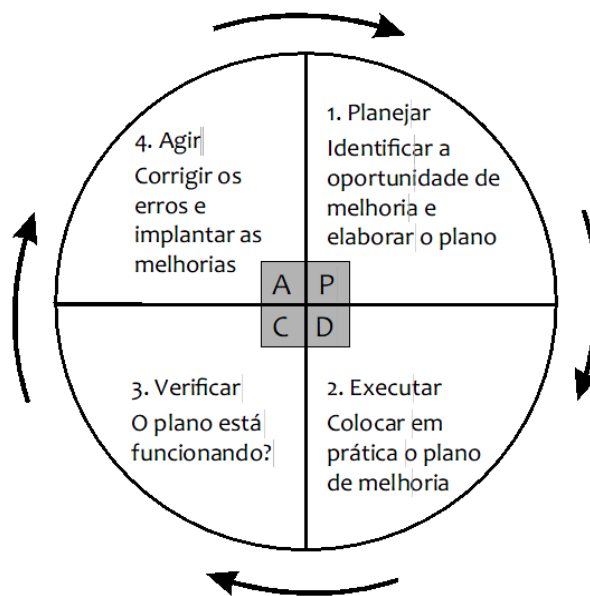 1. Planejar
Identificar a
oportunidade de
melhoria e
elaborar o plano
2. Executar
Colocar em
prática o plano
de melhoria
3. Verificar
O plano está
funcionando?
4. Agir
Corrigir os
erros e
implantar as
melhorias
A P
C D